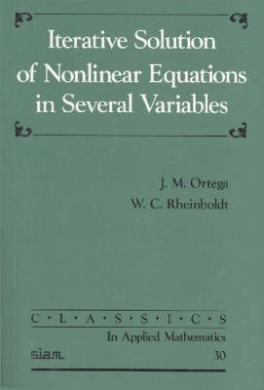 Iterative Solution
of Nonlinear Equations
in Several Variables
J. M. Ortega
W. C. Rheinboldt
C • L • A • S • S • I • C • S
In Applied Mathematics
siam
30